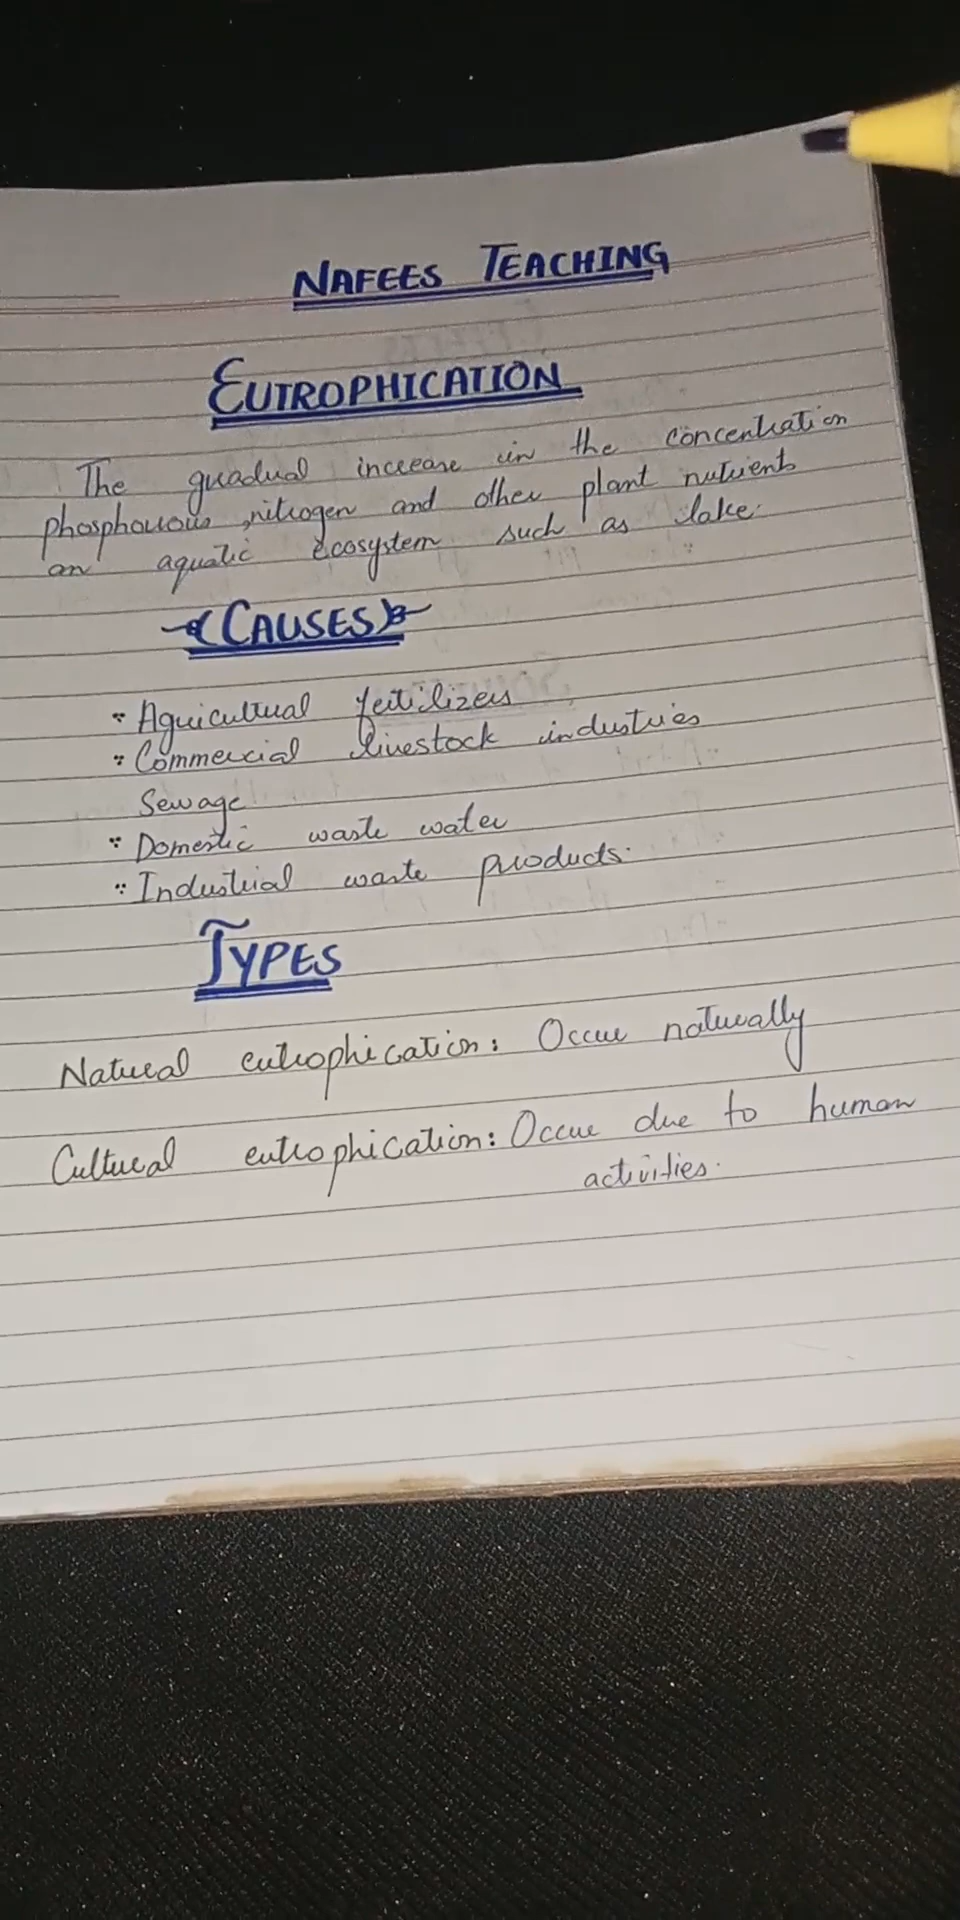 NAFEES TEACHING
EUTROPHICATION
The gradual increase in the concentration
phosphorous, nitrogen and other plant nutrients
an aquatic ecosystem such as lake.
CAUSES
Agricultural fertilizers
Commercial livestock industries
Sewage
Domestic waste water
Industrial waste products.
TYPES
Natural eutrophication: Occur naturally
Cultural eutrophication: Occur due to human
activities.